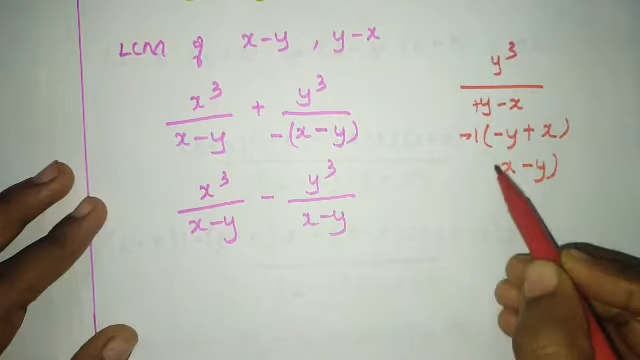 LCM of x-y , y-x
x³/(x-y) + y³/-(x-y)
x³/(x-y) - y³/(x-y)
y³/(+y-x)
-1(-y+x)
x-y)